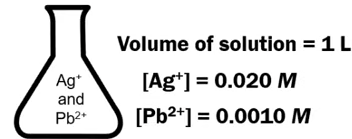 Volume of solution = 1 L
[Ag⁺] = 0.020 M
[Pb²⁺] = 0.0010 M
Ag⁺
and
Pb²⁺